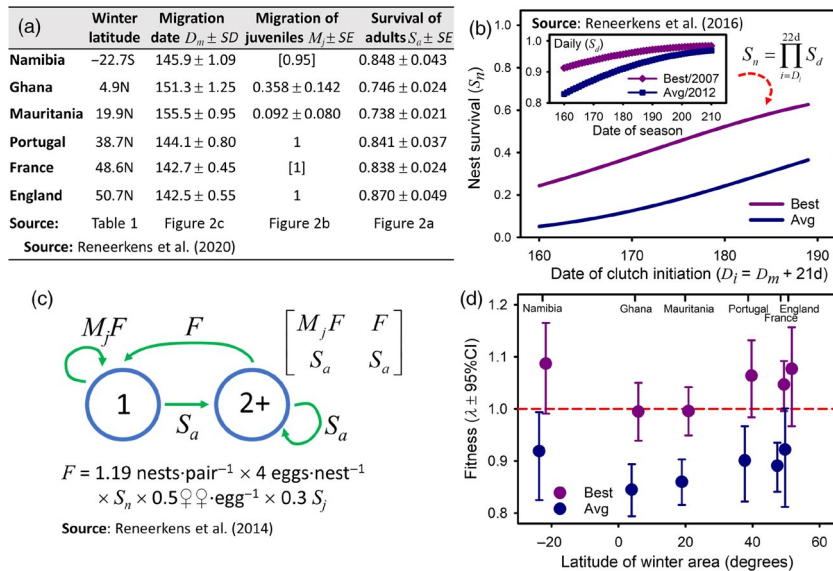 (a)
Winter latitude
Migration date Dₘ ± SD
Migration of juveniles Mⱼ ± SE
Survival of adults Sₐ ± SE
Namibia −22.7S 145.9 ± 1.09 [0.95] 0.848 ± 0.043
Ghana 4.9N 151.3 ± 1.25 0.358 ± 0.142 0.746 ± 0.024
Mauritania 19.9N 155.5 ± 0.95 0.092 ± 0.080 0.738 ± 0.021
Portugal 38.7N 144.1 ± 0.80 1 0.841 ± 0.037
France 48.6N 142.7 ± 0.45 [1] 0.838 ± 0.024
England 50.7N 142.5 ± 0.55 1 0.870 ± 0.049
Source: Table 1 Figure 2c Figure 2b Figure 2a
Source: Reneerkens et al. (2020)
(b)
Source: Reneerkens et al. (2016)
Daily (S_d)
Best/2007
Avg/2012
1.0
0.9
0.8
160 170 180 190 200 210
Date of season
Sₙ = ∏ S_d
22d
i=Dᵢ
Nest survival (Sₙ)
1.0
0.8
0.6
0.4
0.2
0.0
Best
Avg
160 170 180 190
Date of clutch initiation (Dᵢ = Dₘ + 21d)
(c)
MⱼF
F
1
2+
Sₐ
Sₐ
MⱼF F
Sₐ Sₐ
F = 1.19 nests·pair⁻¹ × 4 eggs·nest⁻¹
× Sₙ × 0.5♀♀·egg⁻¹ × 0.3 Sⱼ
Source: Reneerkens et al. (2014)
(d)
Namibia Ghana Mauritania Portugal France England
Fitness (λ ± 95%CI)
1.2
1.1
1.0
0.9
0.8
Best
Avg
−20 0 20 40 60
Latitude of winter area (degrees)